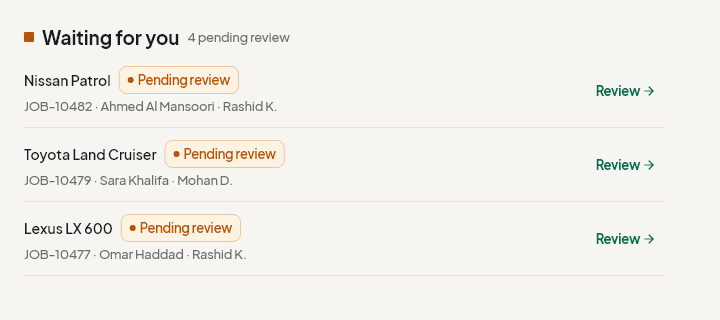 Waiting for you 4 pending review
Nissan Patrol Pending review
JOB-10482 · Ahmed Al Mansoori · Rashid K.
Review →
Toyota Land Cruiser Pending review
JOB-10479 · Sara Khalifa · Mohan D.
Review →
Lexus LX 600 Pending review
JOB-10477 · Omar Haddad · Rashid K.
Review →